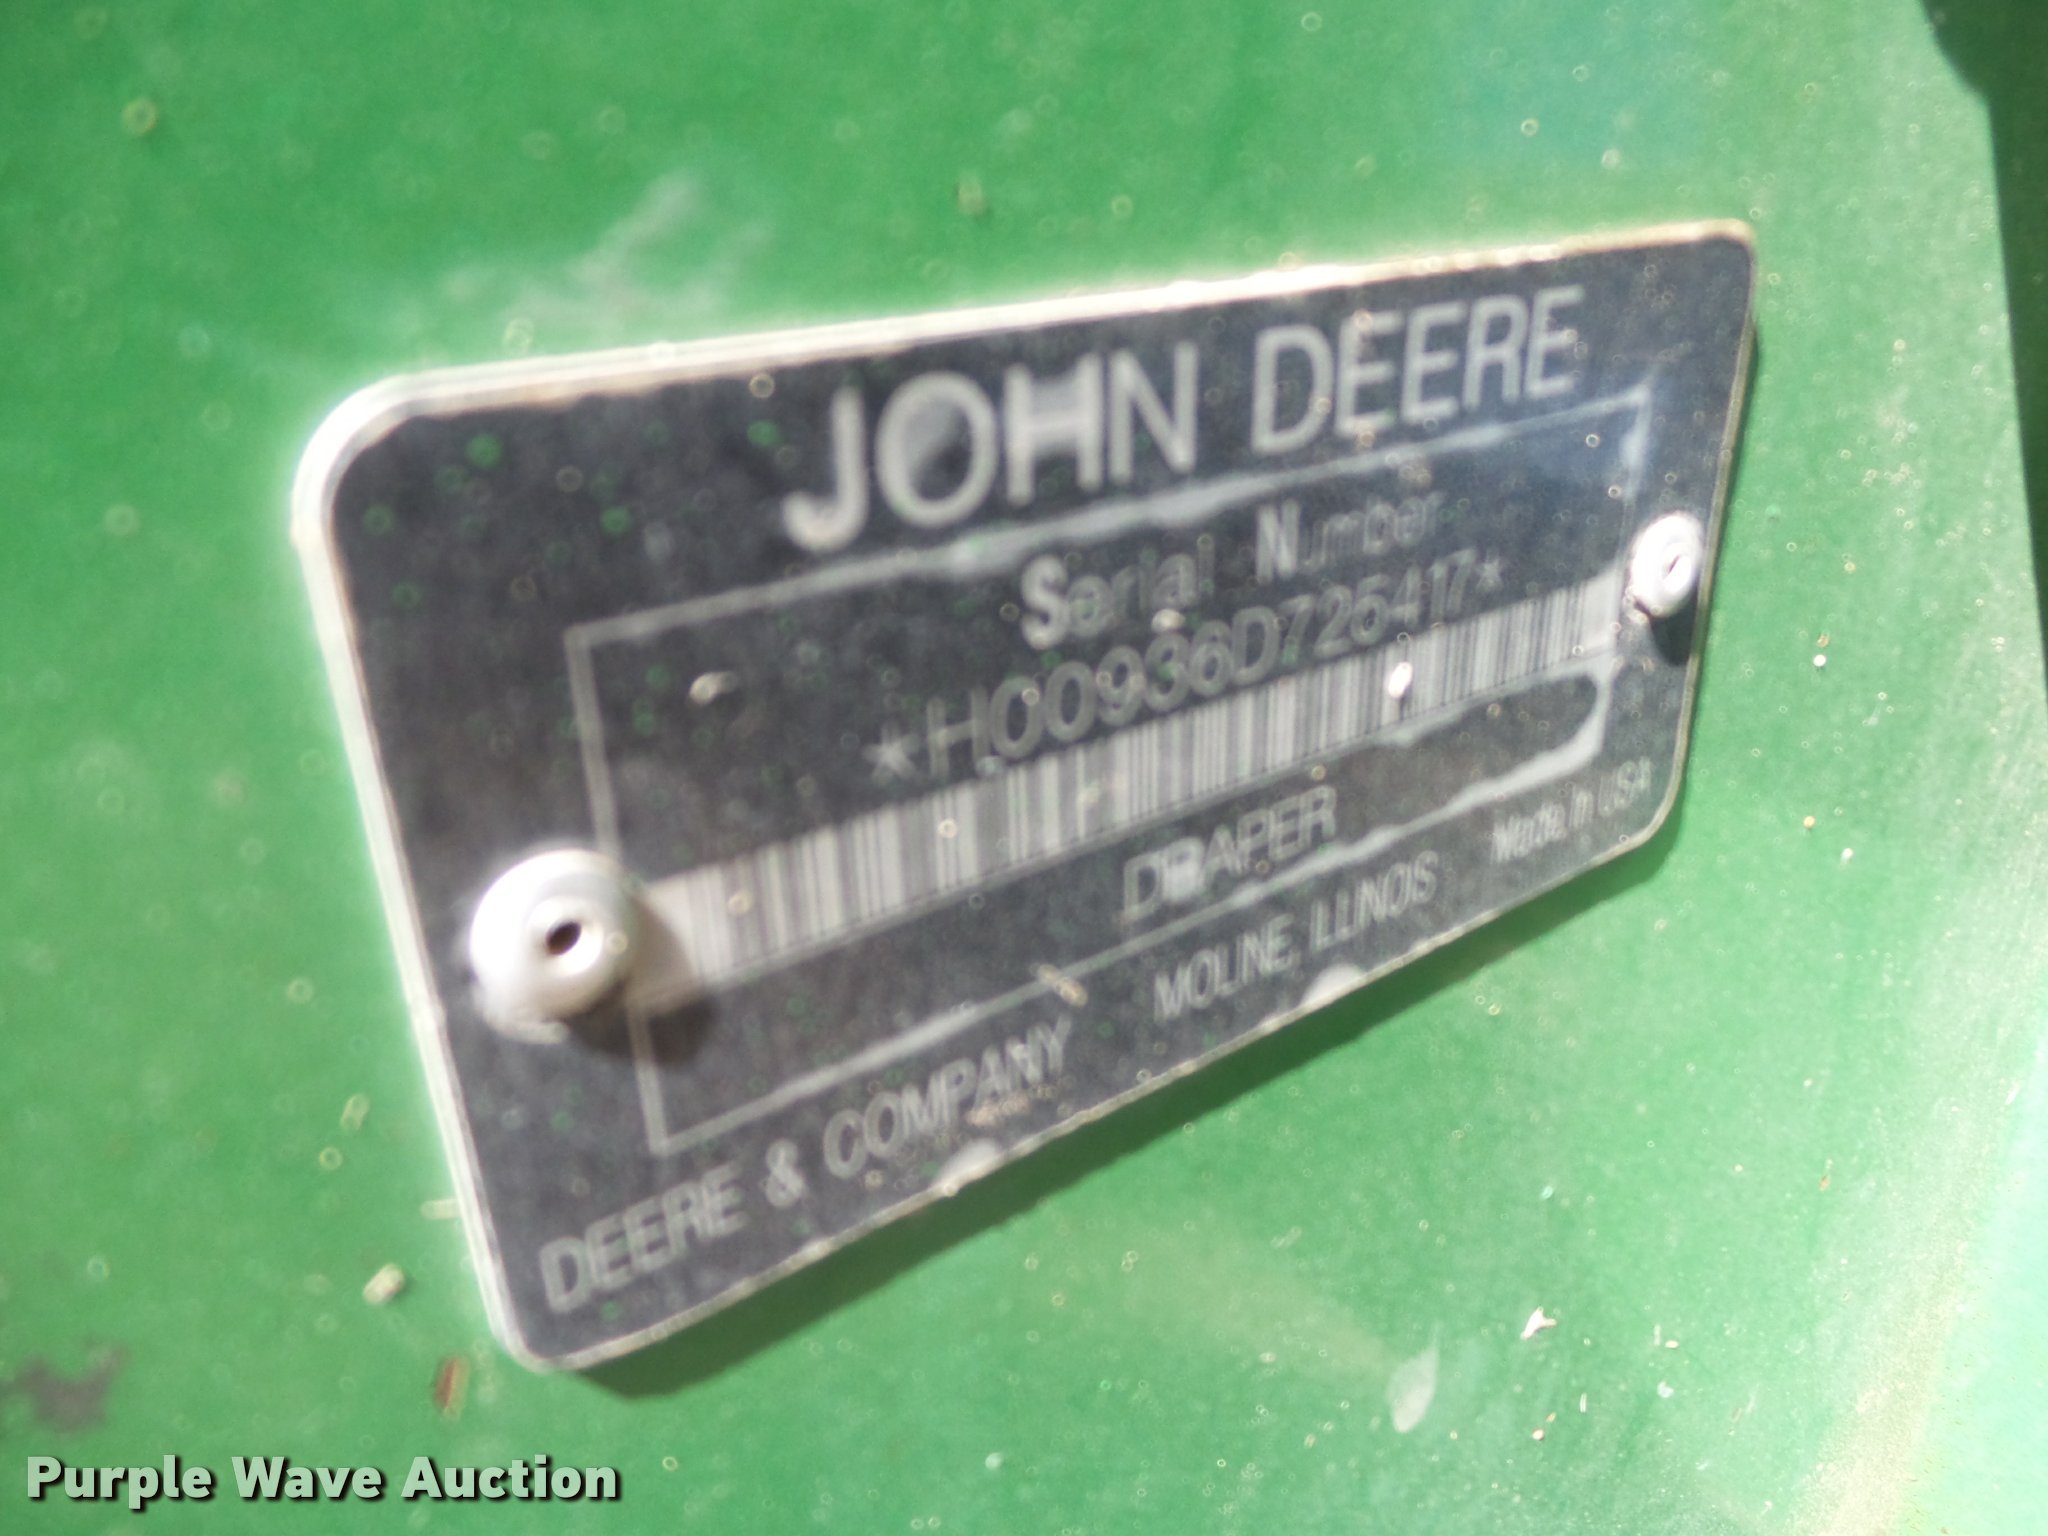 JOHN DEERE
Serial Number
*H00936D725417*
DRAPER
DEERE & COMPANY MOLINE, ILLINOIS Made in USA
Purple Wave Auction